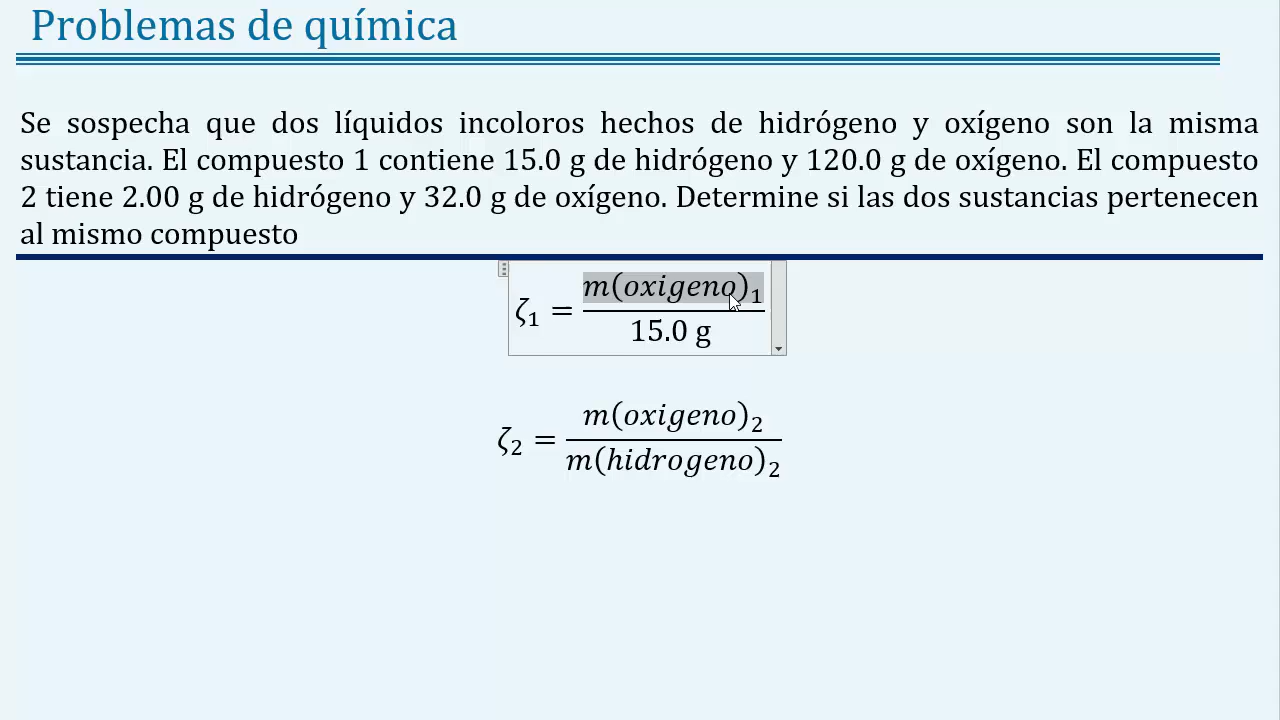 Problemas de química
Se sospecha que dos líquidos incoloros hechos de hidrógeno y oxígeno son la misma
sustancia. El compuesto 1 contiene 15.0 g de hidrógeno y 120.0 g de oxígeno. El compuesto
2 tiene 2.00 g de hidrógeno y 32.0 g de oxígeno. Determine si las dos sustancias pertenecen
al mismo compuesto
ζ₁ = m(oxigeno)₁ / 15.0 g
ζ₂ = m(oxigeno)₂ / m(hidrogeno)₂